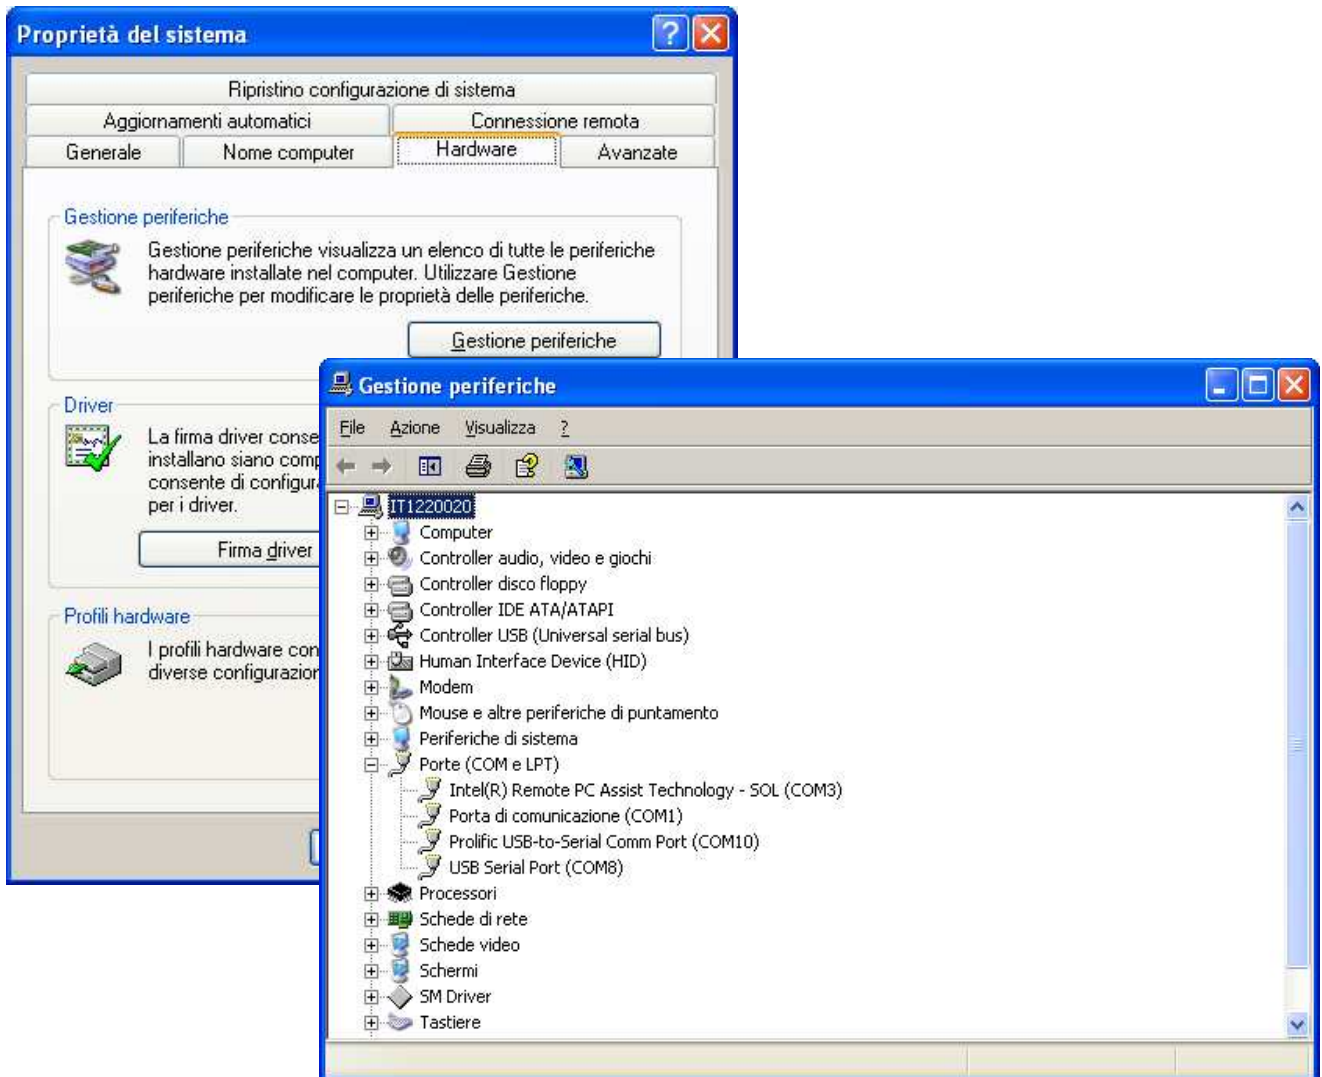 Proprietà del sistema
Ripristino configurazione di sistema
Aggiornamenti automatici
Connessione remota
Generale
Nome computer
Hardware
Avanzate
Gestione periferiche
Gestione periferiche visualizza un elenco di tutte le periferiche
hardware installate nel computer. Utilizzare Gestione
periferiche per modificare le proprietà delle periferiche.
Gestione periferiche
Driver
La firma driver conse
installano siano comp
consente di configura
per i driver.
Firma driver
Profili hardware
I profili hardware con
diverse configurazion
Gestione periferiche
File Azione Visualizza ?
IT1220020
Computer
Controller audio, video e giochi
Controller disco floppy
Controller IDE ATA/ATAPI
Controller USB (Universal serial bus)
Human Interface Device (HID)
Modem
Mouse e altre periferiche di puntamento
Periferiche di sistema
Porte (COM e LPT)
Intel(R) Remote PC Assist Technology - SOL (COM3)
Porta di comunicazione (COM1)
Prolific USB-to-Serial Comm Port (COM10)
USB Serial Port (COM8)
Processori
Schede di rete
Schede video
Schermi
SM Driver
Tastiere